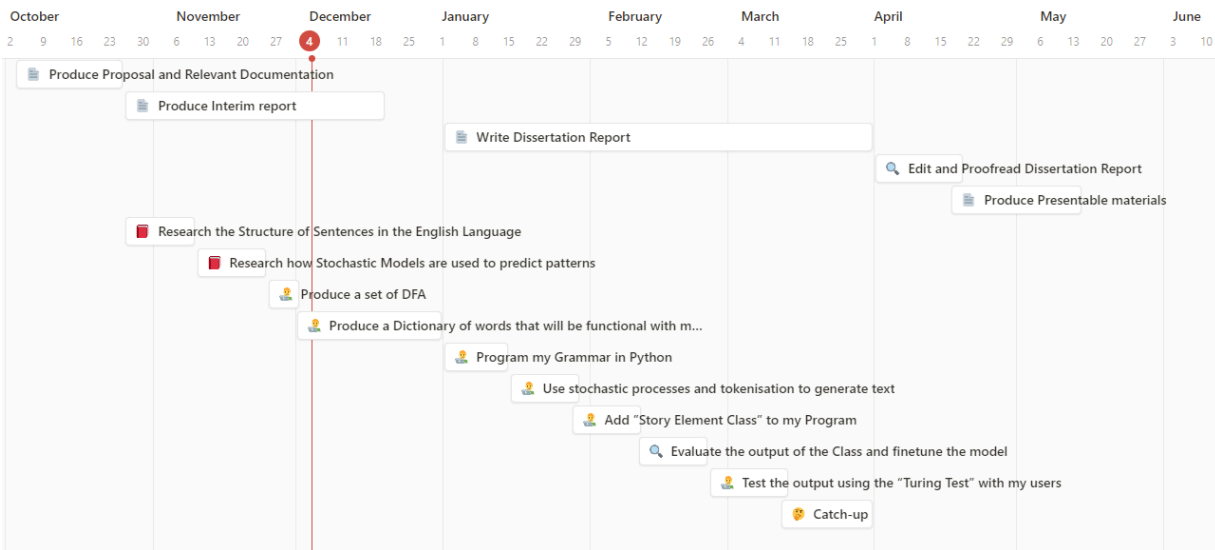 October November December January February March April May June
2 9 16 23 30 6 13 20 27 4 11 18 25 1 8 15 22 29 5 12 19 26 4 11 18 25 1 8 15 22 29 6 13 20 27 3 10
Produce Proposal and Relevant Documentation
Produce Interim report
Write Dissertation Report
Edit and Proofread Dissertation Report
Produce Presentable materials
Research the Structure of Sentences in the English Language
Research how Stochastic Models are used to predict patterns
Produce a set of DFA
Produce a Dictionary of words that will be functional with m...
Program my Grammar in Python
Use stochastic processes and tokenisation to generate text
Add “Story Element Class” to my Program
Evaluate the output of the Class and finetune the model
Test the output using the “Turing Test” with my users
Catch-up